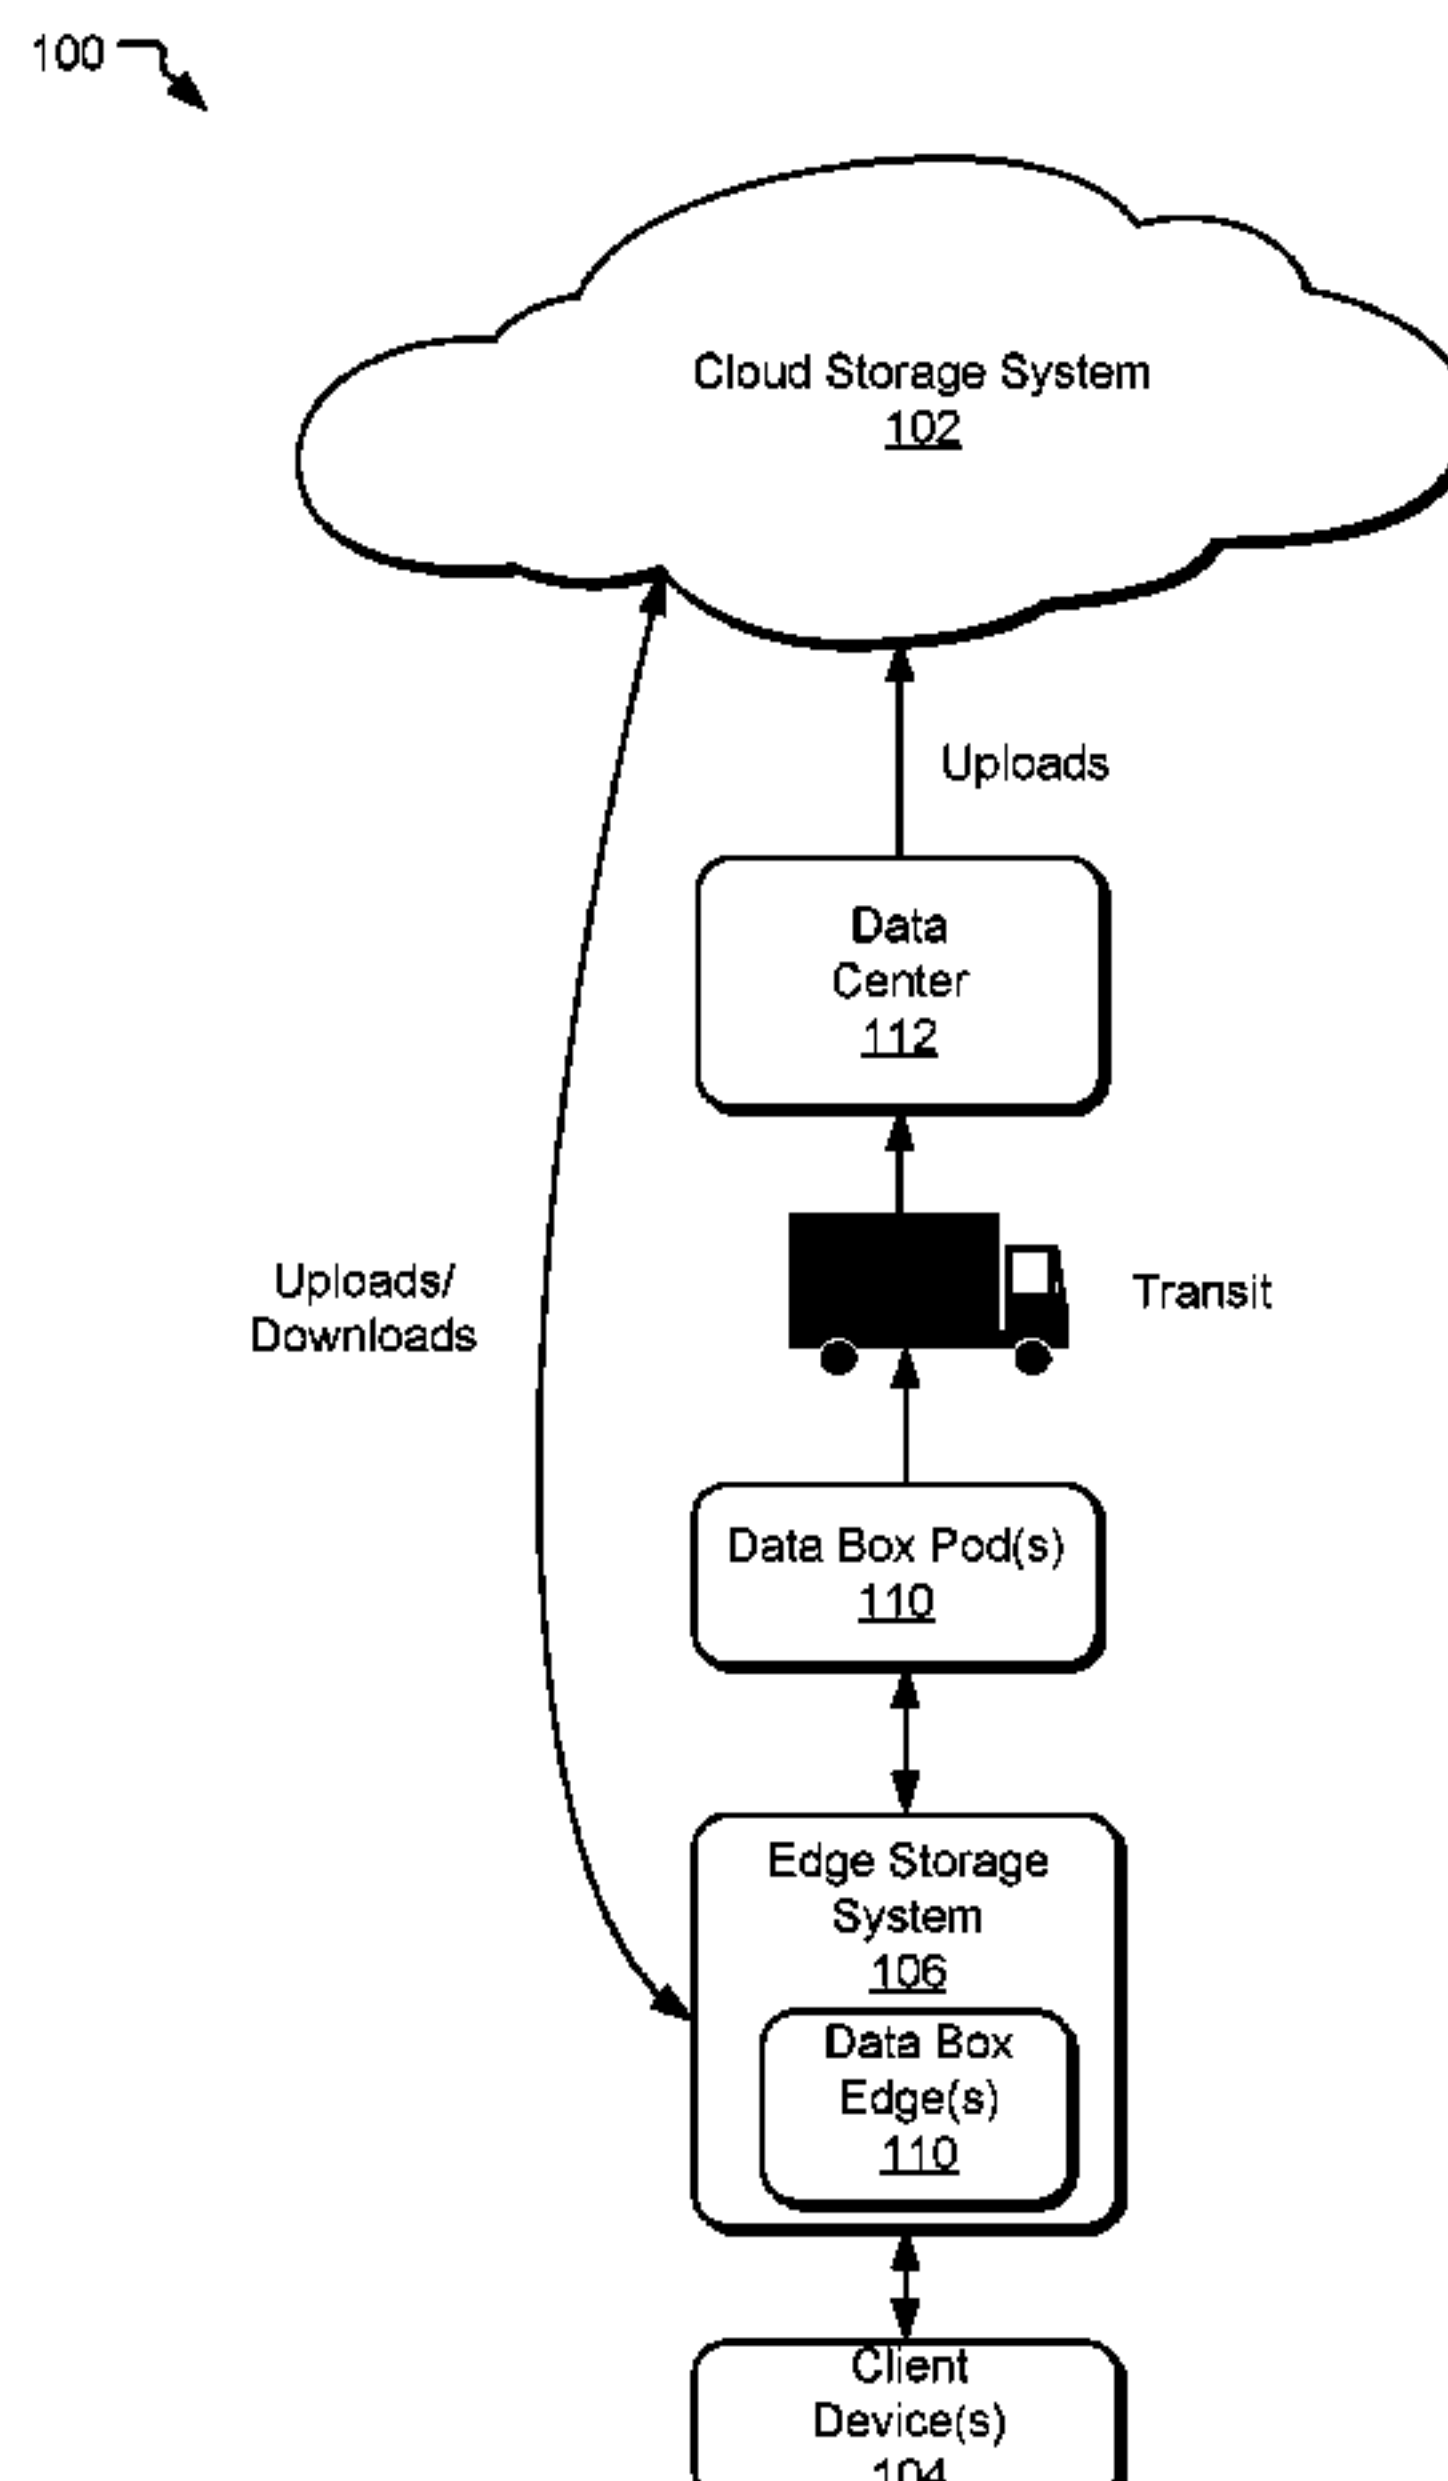 100
Cloud Storage System
102
Uploads
Data
Center
112
Uploads/
Downloads
Transit
Data Box Pod(s)
110
Edge Storage
System
106
Data Box
Edge(s)
110
Client
Device(s)
104